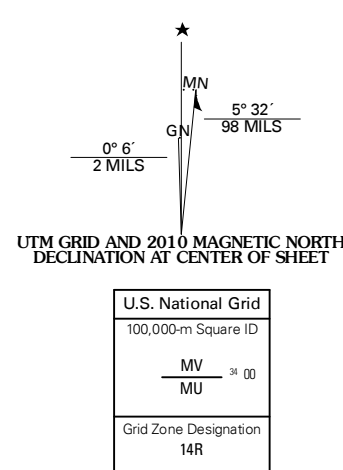 ★
MN
GN
5° 32´
98 MILS
0° 6´
2 MILS
UTM GRID AND 2010 MAGNETIC NORTH
DECLINATION AT CENTER OF SHEET
U.S. National Grid
100,000-m Square ID
MV
MU
34 00
Grid Zone Designation
14R